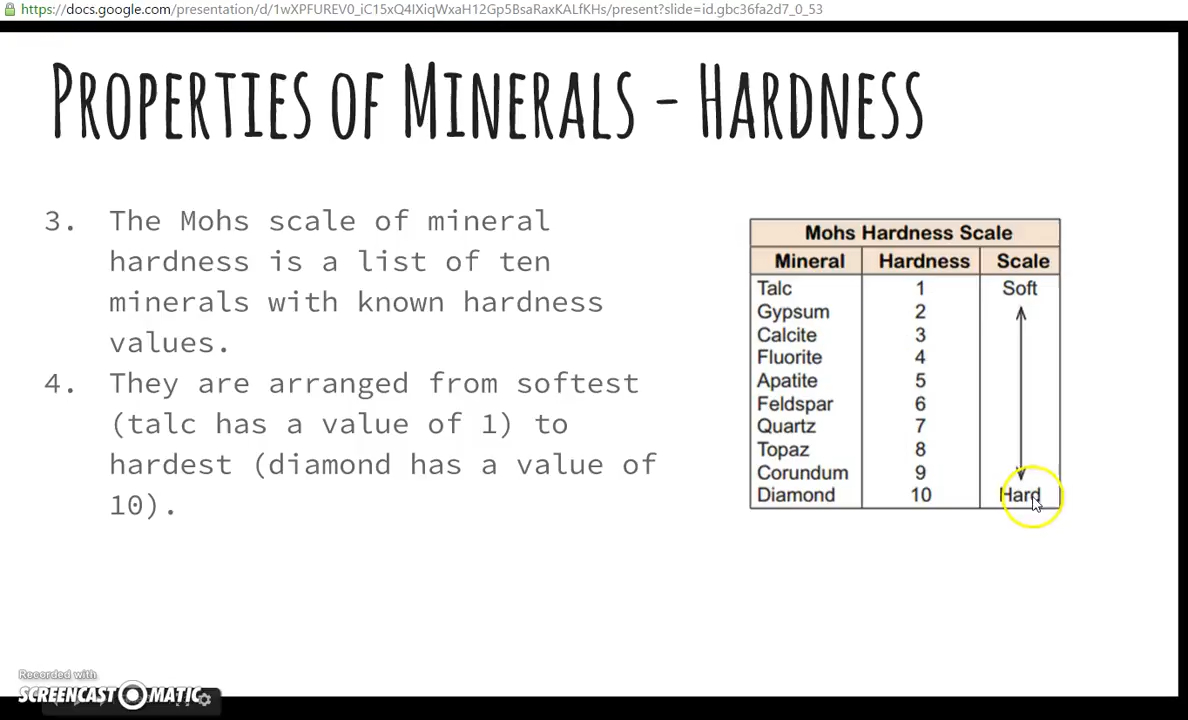 https://docs.google.com/presentation/d/1wXPFUREV0_iC15xQ4IXiqWxaH12Gp5BsaRaxKALfKHs/present?slide=id.gbc36fa2d7_0_53
Properties of Minerals - Hardness
3. The Mohs scale of mineral
hardness is a list of ten
minerals with known hardness
values.
4. They are arranged from softest
(talc has a value of 1) to
hardest (diamond has a value of
10).
Mohs Hardness Scale
Mineral Hardness Scale
Talc 1 Soft
Gypsum 2
Calcite 3
Fluorite 4
Apatite 5
Feldspar 6
Quartz 7
Topaz 8
Corundum 9
Diamond 10 Hard
Recorded with
SCREENCAST-O-MATIC